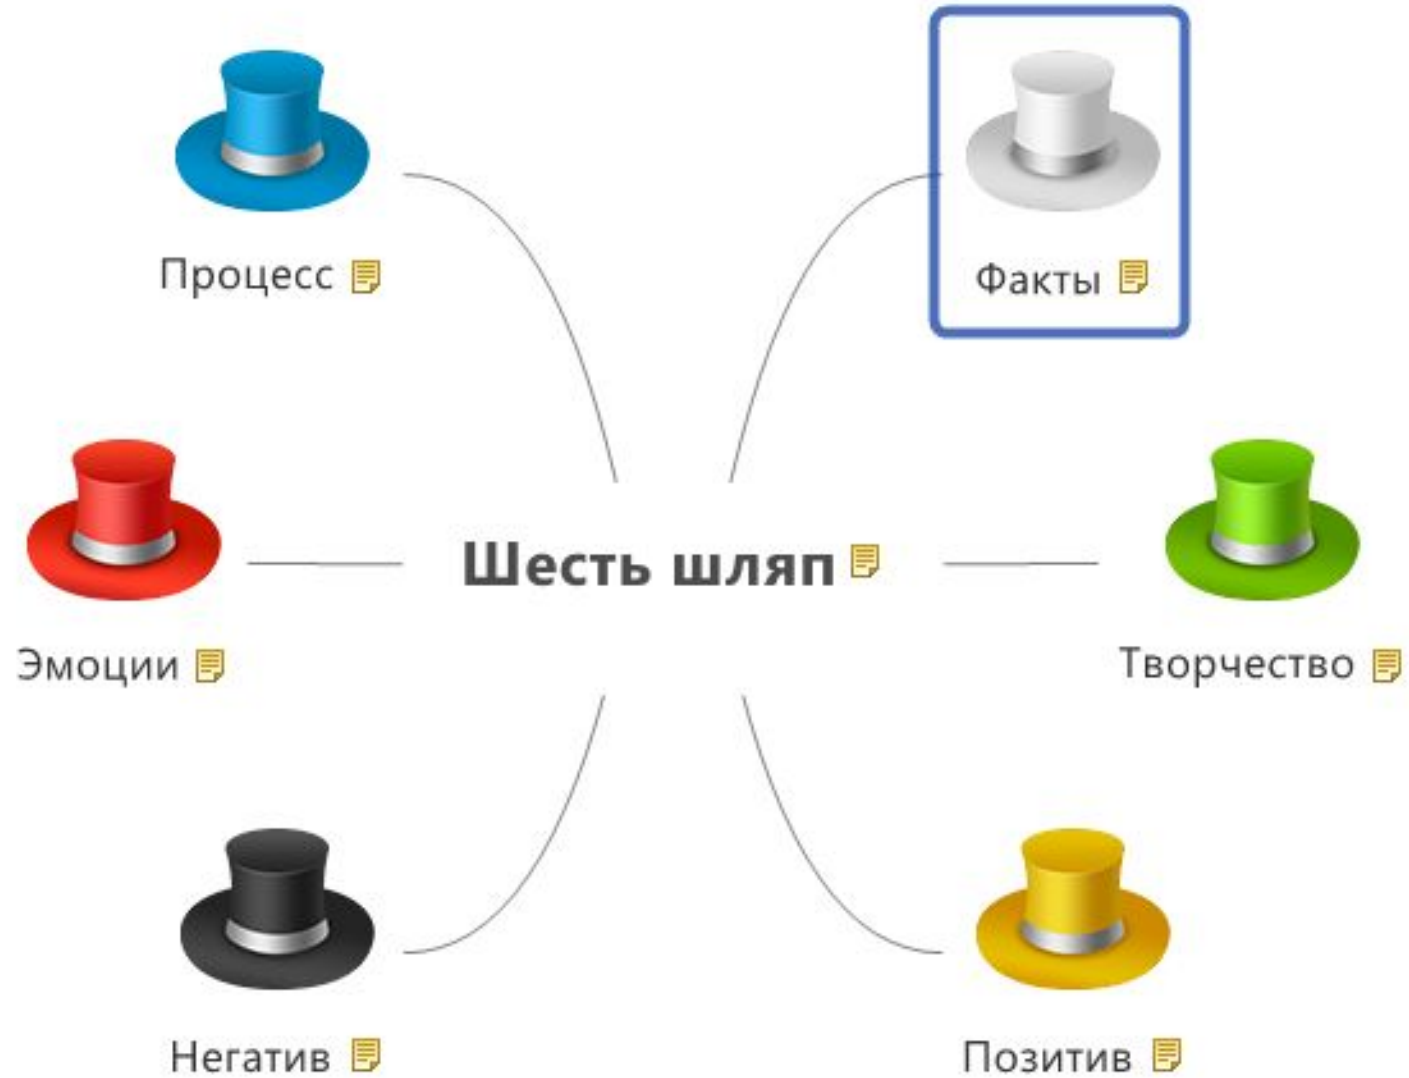 Процесс
Факты
Эмоции
Шесть шляп
Творчество
Негатив
Позитив